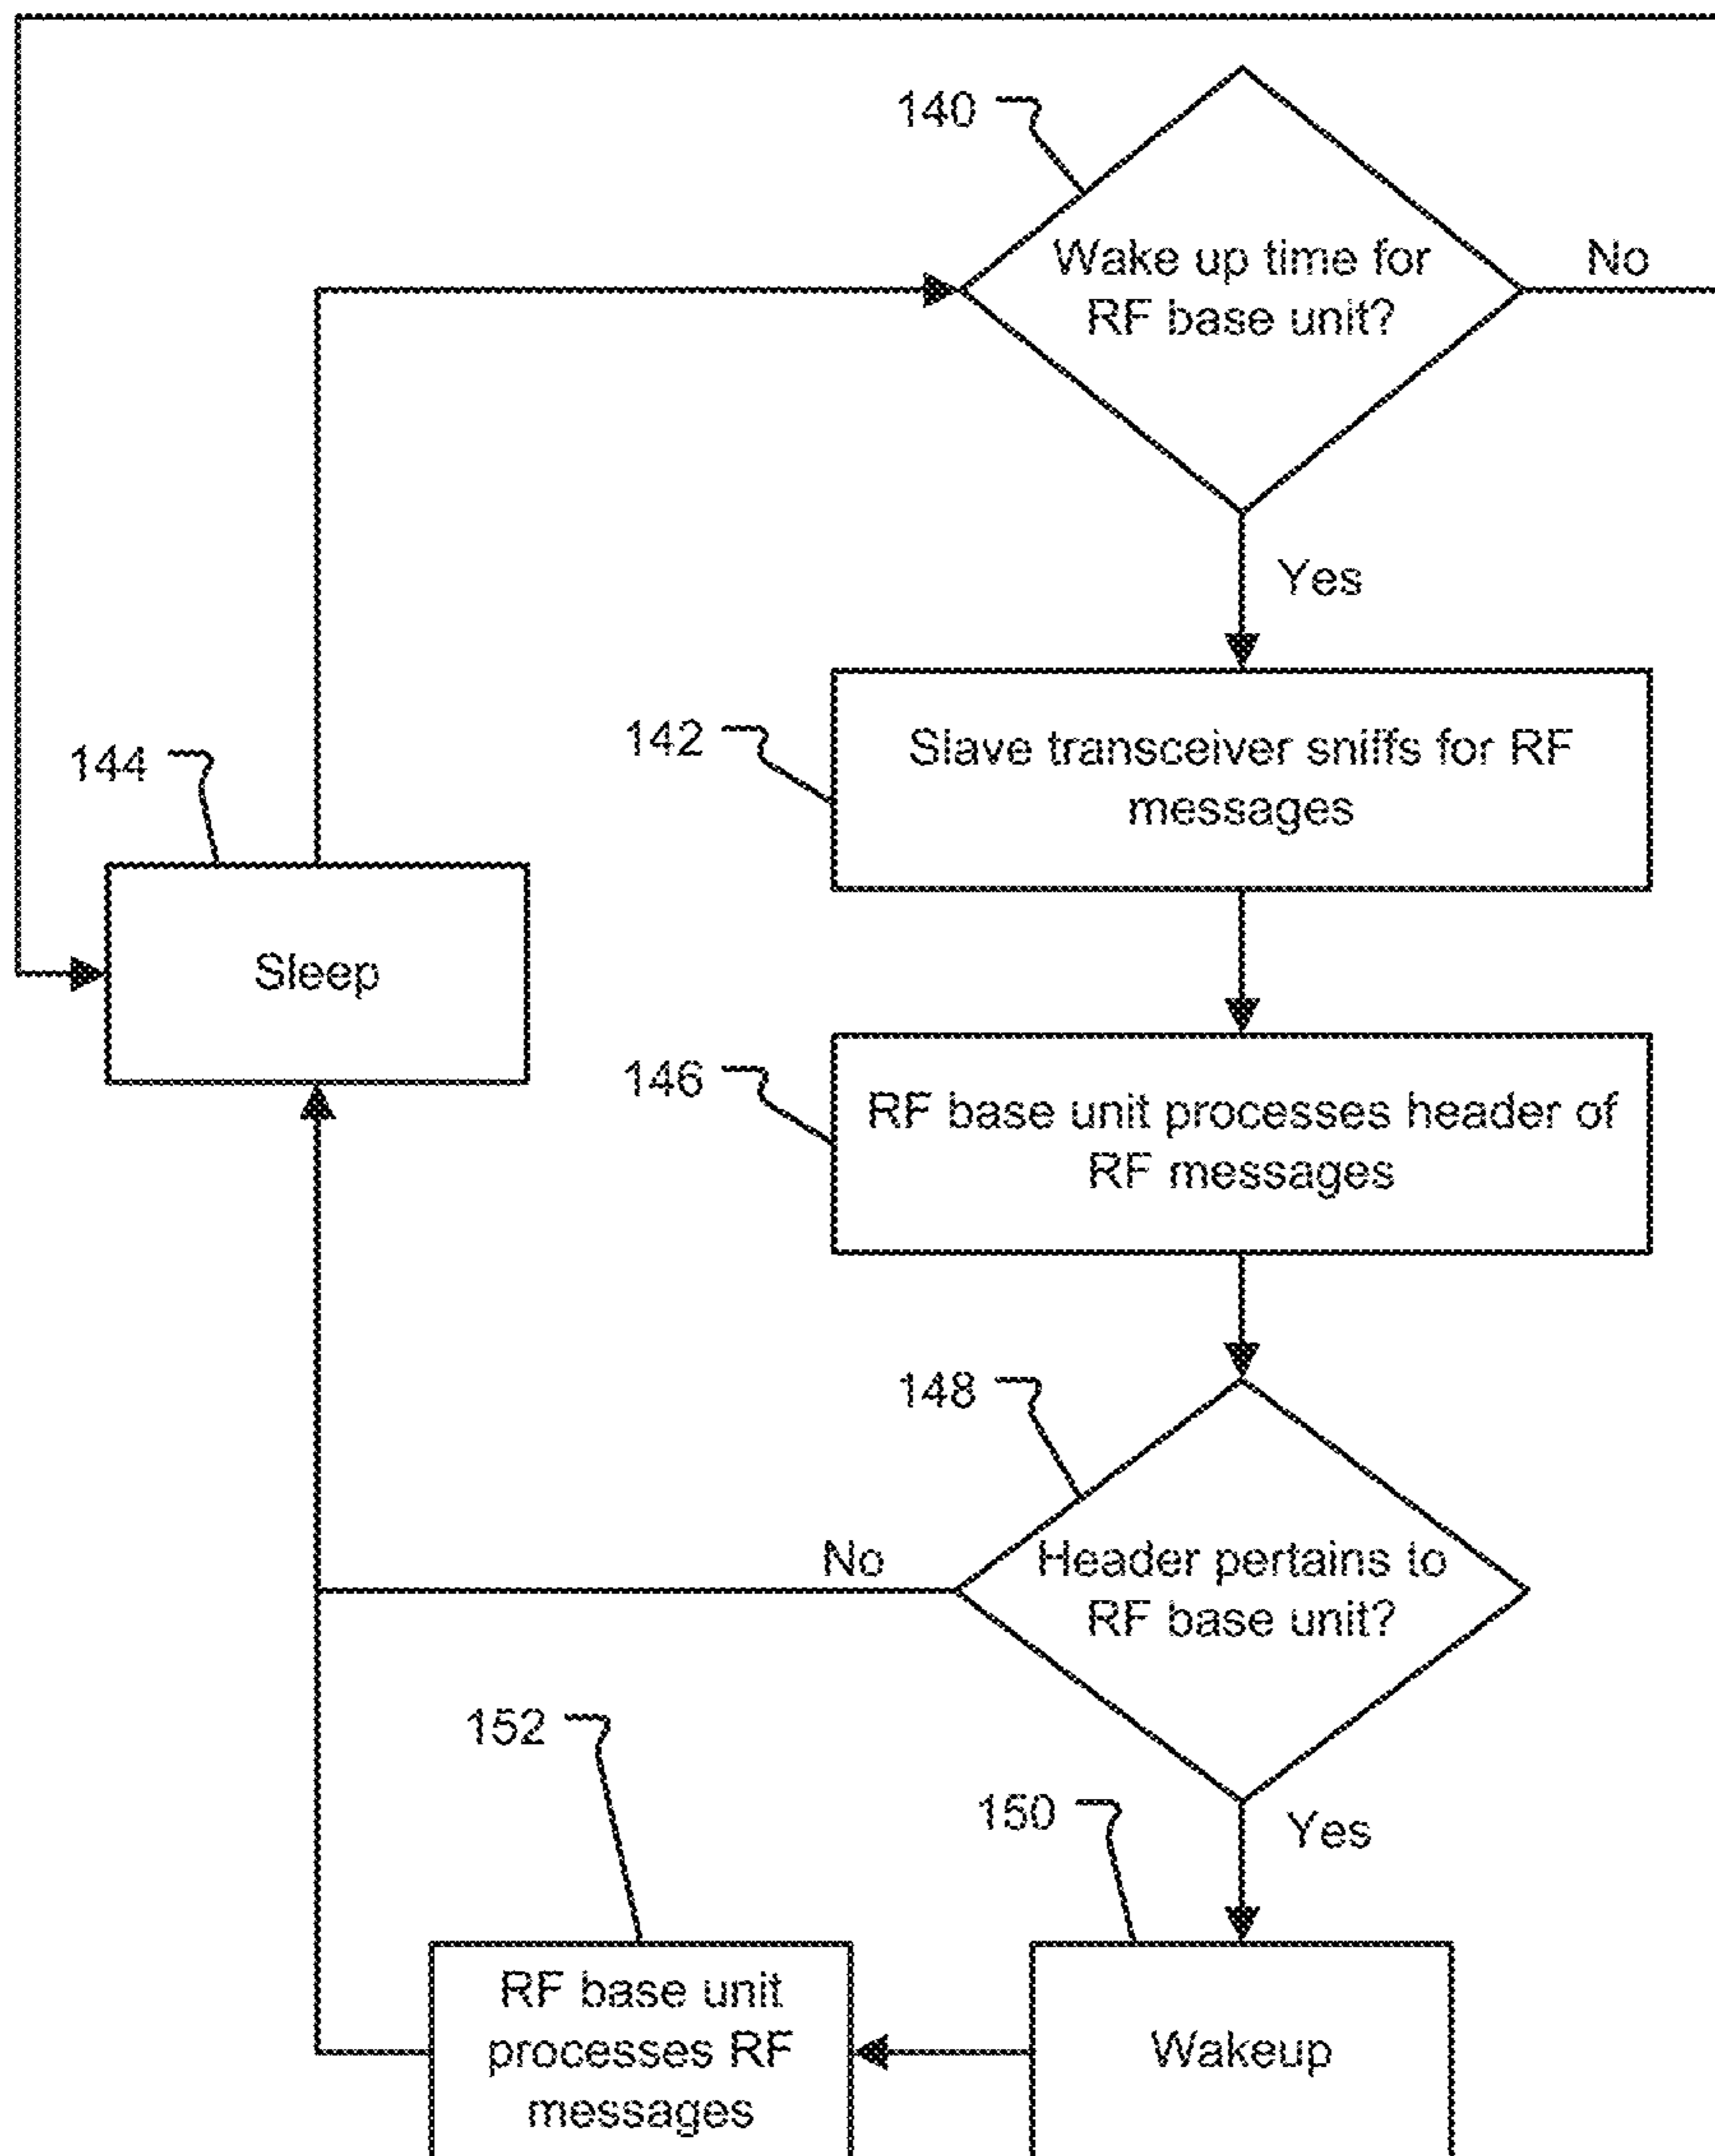 140
Wake up time for
RF base unit?
No
Yes
142
Slave transceiver sniffs for RF
messages
144
Sleep
146
RF base unit processes header of
RF messages
148
Header pertains to
RF base unit?
No
Yes
150
Wakeup
152
RF base unit
processes RF
messages